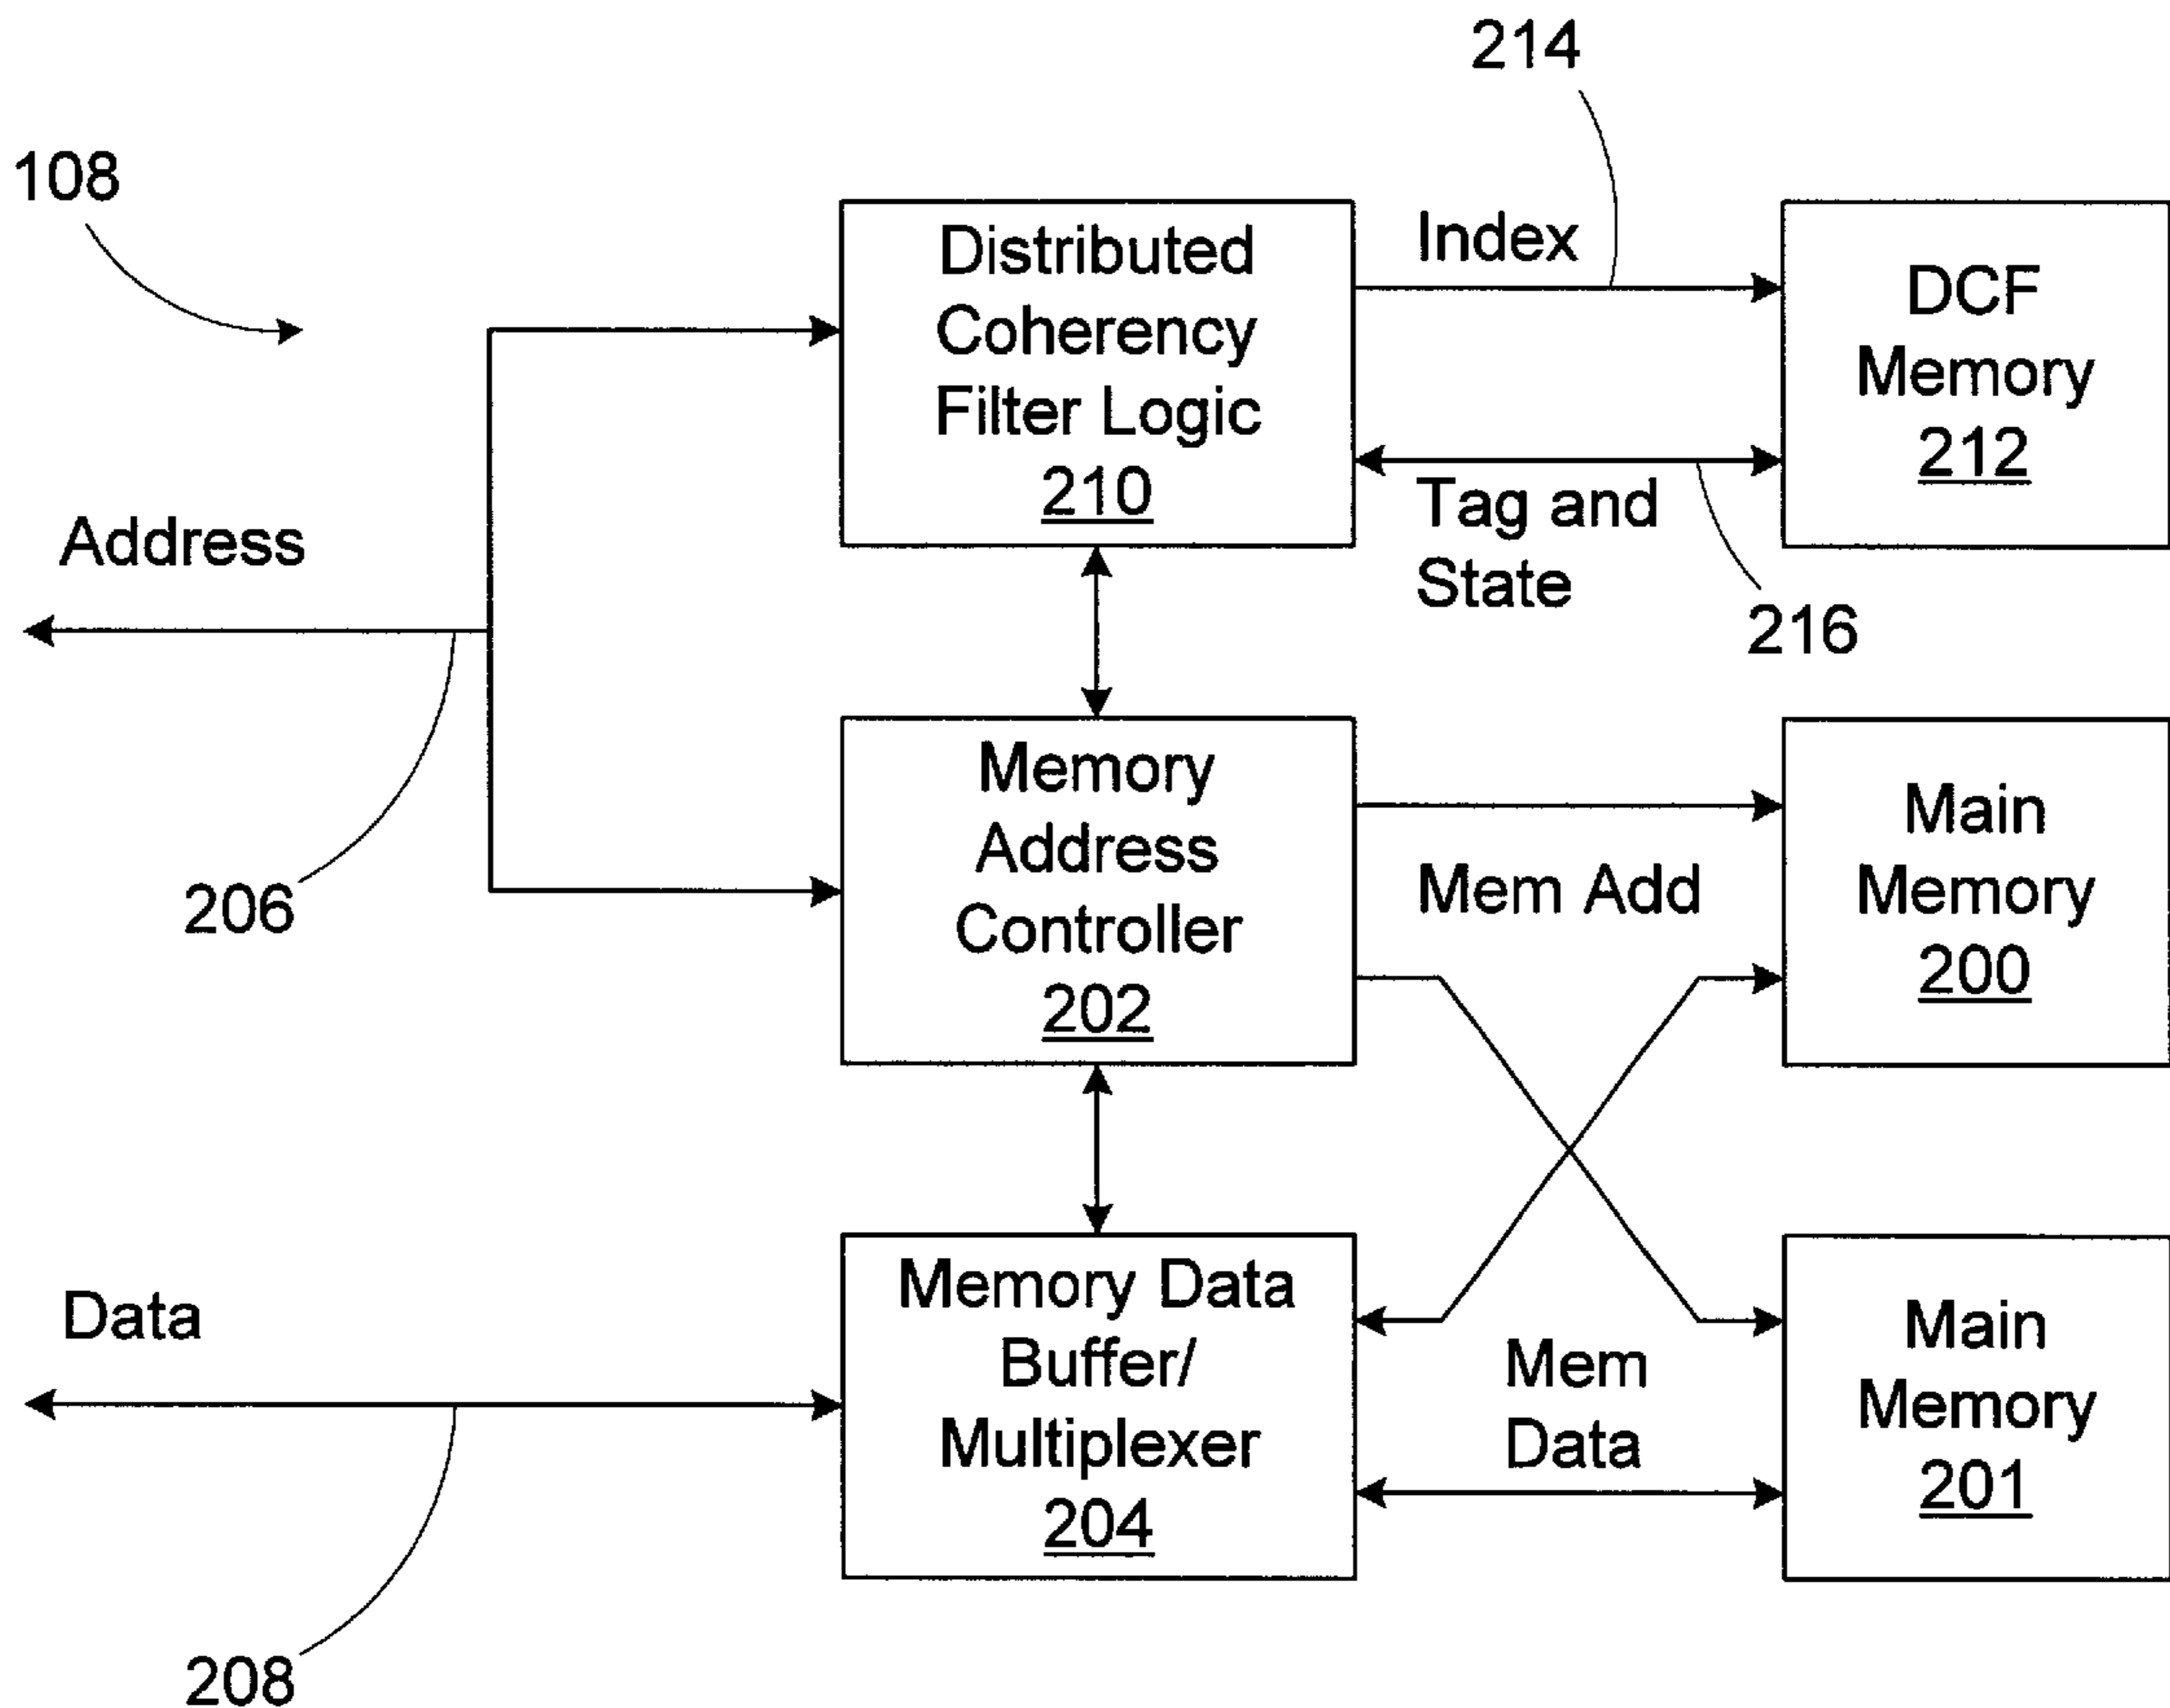 214
108
Distributed
Coherency
Filter Logic
210
Index
DCF
Memory
212
Tag and
State
216
Address
206
Memory
Address
Controller
202
Mem Add
Main
Memory
200
Data
208
Memory Data
Buffer/
Multiplexer
204
Mem
Data
Main
Memory
201